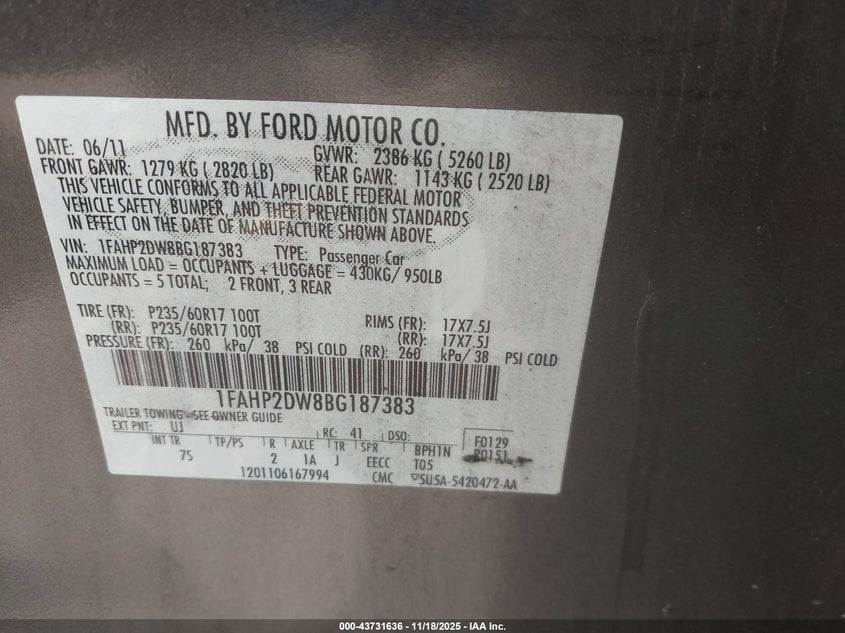 MFD. BY FORD MOTOR CO.
DATE: 06/11 GVWR: 2386 KG ( 5260 LB)
FRONT GAWR: 1279 KG ( 2820 LB) REAR GAWR: 1143 KG ( 2520 LB)
THIS VEHICLE CONFORMS TO ALL APPLICABLE FEDERAL MOTOR
VEHICLE SAFETY, BUMPER, AND THEFT PREVENTION STANDARDS
IN EFFECT ON THE DATE OF MANUFACTURE SHOWN ABOVE.
VIN: 1FAHP2DW8BG187383 TYPE: Passenger Car
MAXIMUM LOAD = OCCUPANTS + LUGGAGE = 430KG/ 950LB
OCCUPANTS = 5 TOTAL; 2 FRONT, 3 REAR
TIRE (FR): P235/60R17 100T RIMS (FR): 17X7.5J
(RR): P235/60R17 100T (RR): 17X7.5J
PRESSURE (FR): 260 kPa/ 38 PSI COLD (RR): 260 kPa/ 38 PSI COLD
1FAHP2DW8BG187383
TRAILER TOWING-SEE OWNER GUIDE
EXT PNT: UJ RC: 41 DSO: F0129
INT TR TP/PS R AXLE TR SPR BPH1N R0151
75 2 1A J EECC T05
1201106167994 CMC 5U5A-5420472-AA
000-43731636 - 11/18/2025 - IAA Inc.